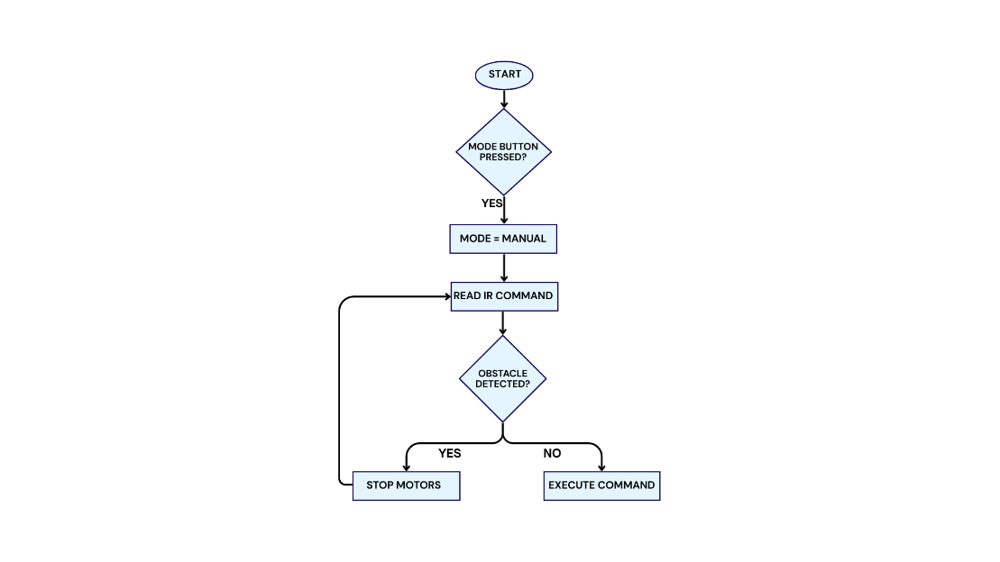 START
MODE BUTTON
PRESSED?
YES
MODE = MANUAL
READ IR COMMAND
OBSTACLE
DETECTED?
YES
NO
STOP MOTORS
EXECUTE COMMAND